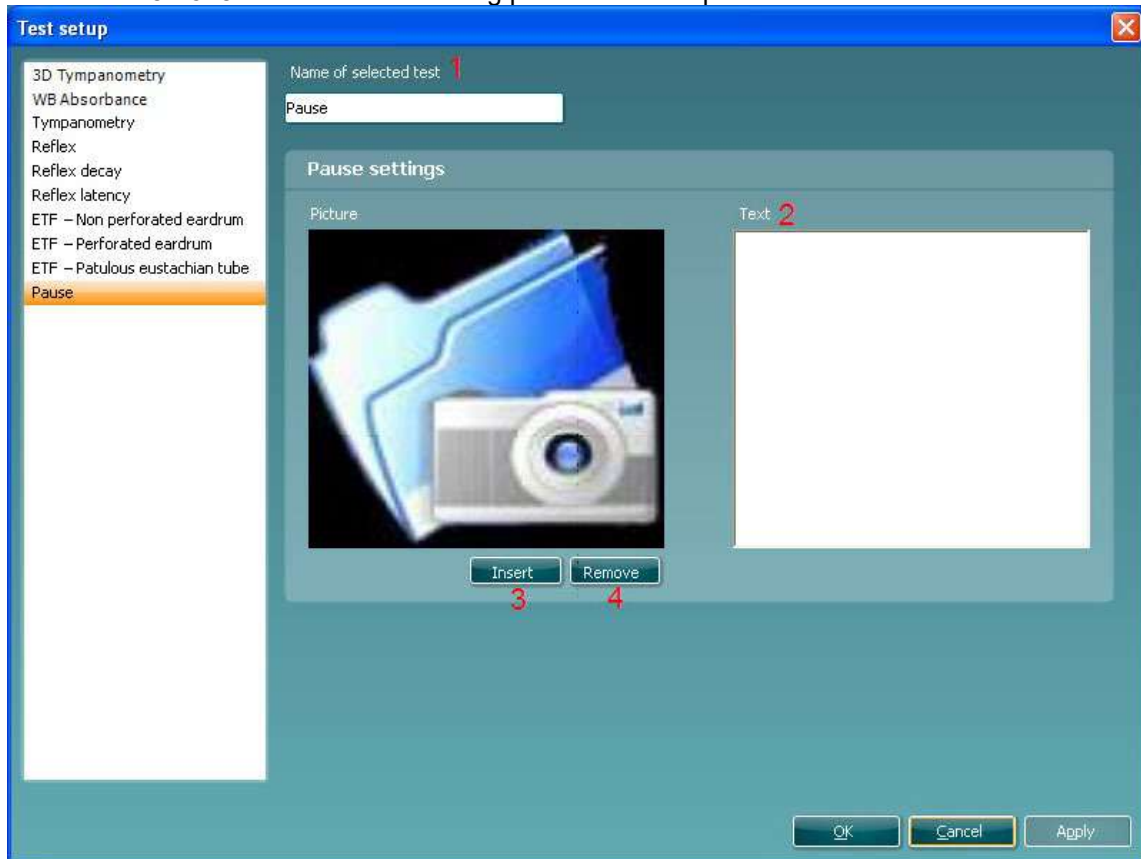 Test setup
3D Tympanometry
WB Absorbance
Tympanometry
Reflex
Reflex decay
Reflex latency
ETF – Non perforated eardrum
ETF – Perforated eardrum
ETF – Patulous eustachian tube
Pause
Name of selected test 1
Pause
Pause settings
Picture
Text 2
Insert
Remove
3
4
OK
Cancel
Apply